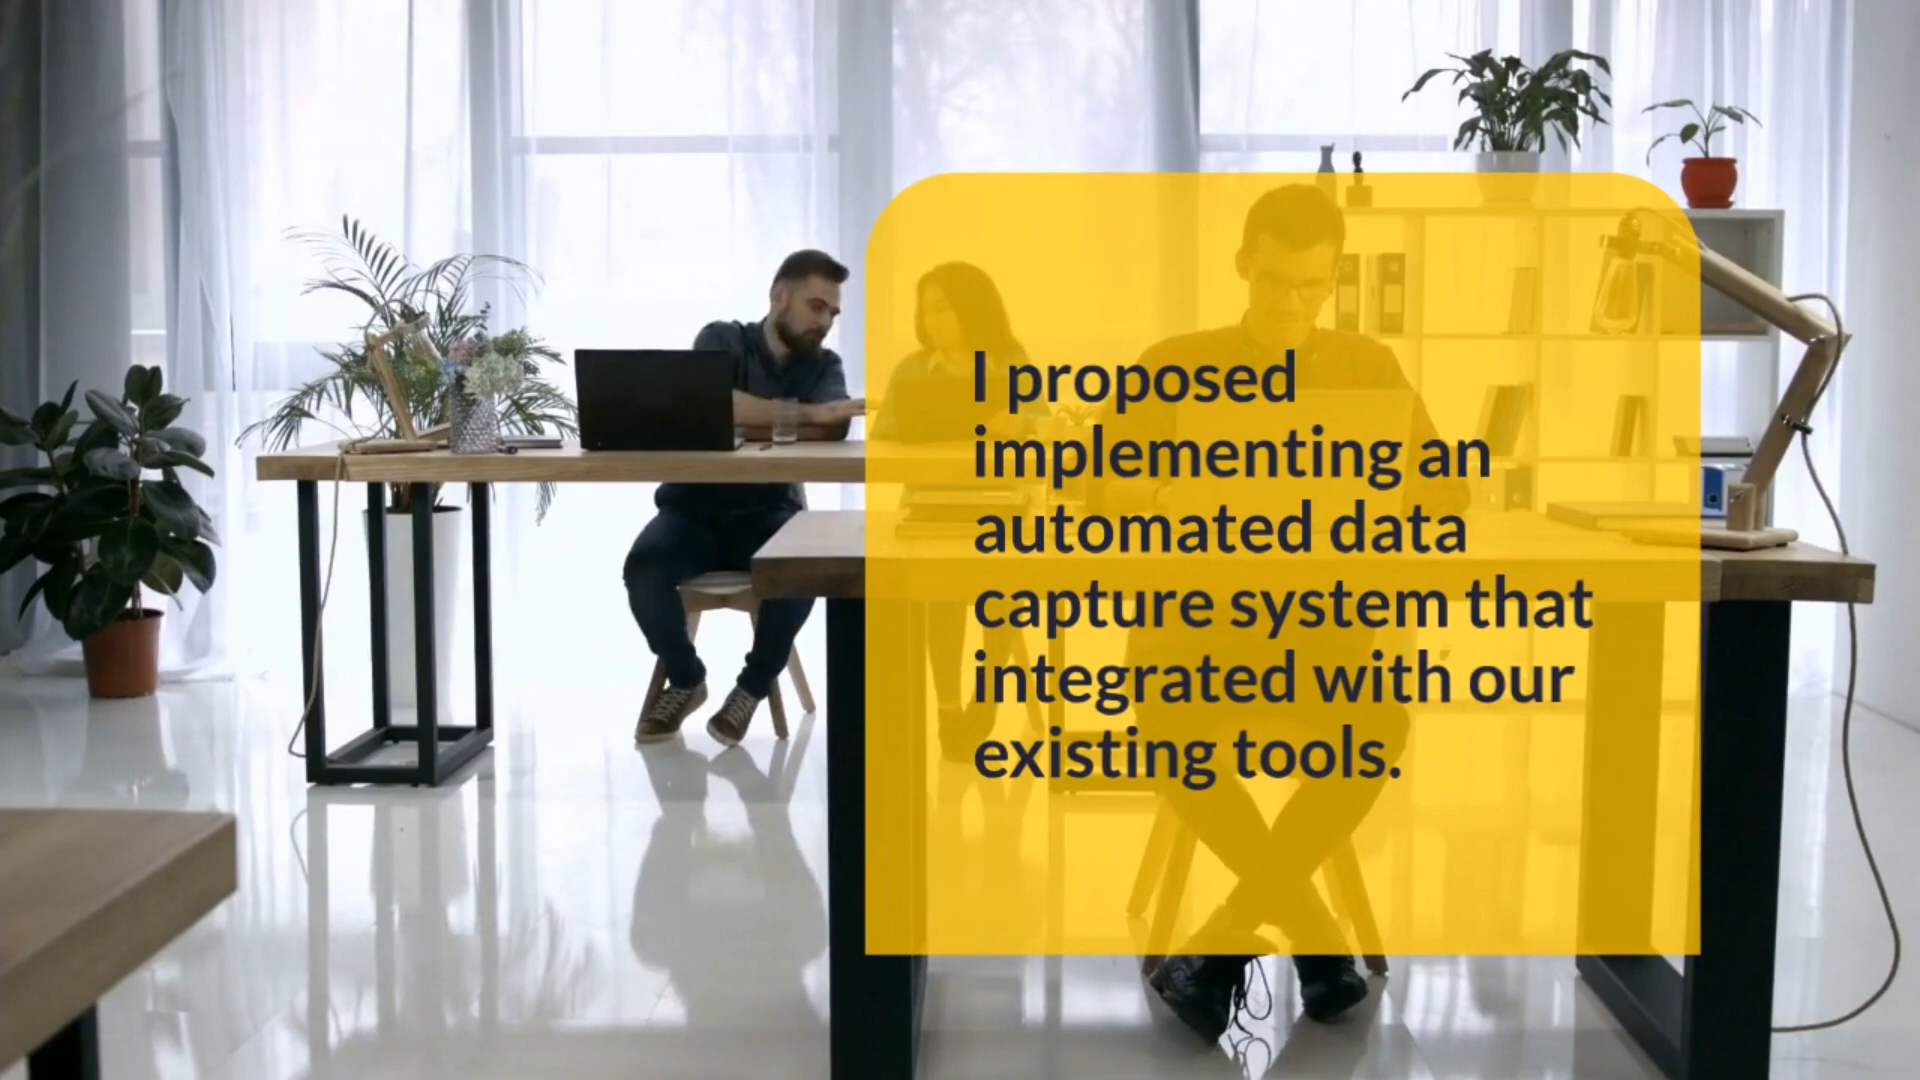 I proposed
implementing an
automated data
capture system that
integrated with our
existing tools.